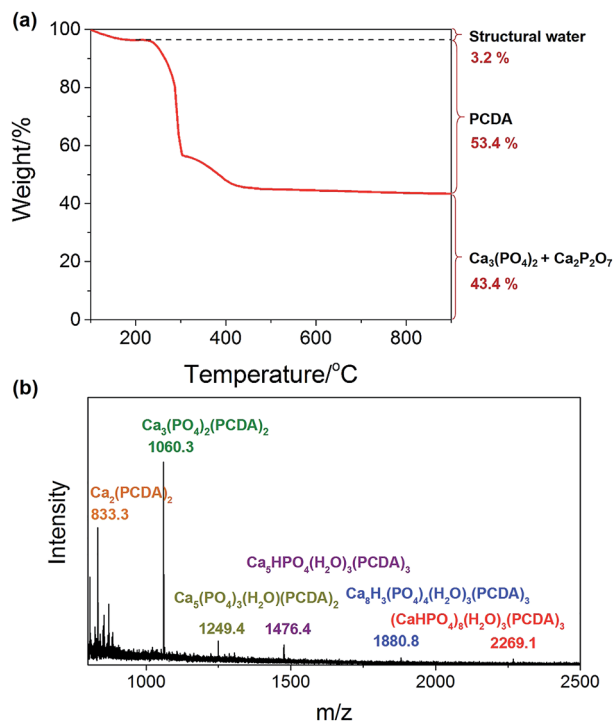 (a)
100
80
60
40
20
0
Weight/%
200
400
600
800
Temperature/°C
Structural water
3.2 %
PCDA
53.4 %
Ca₃(PO₄)₂ + Ca₂P₂O₇
43.4 %
(b)
Intensity
Ca₃(PO₄)₂(PCDA)₂
1060.3
Ca₂(PCDA)₂
833.3
Ca₅HPO₄(H₂O)₃(PCDA)₃
Ca₅(PO₄)₃(H₂O)(PCDA)₂
Ca₈H₃(PO₄)₄(H₂O)₃(PCDA)₃
(CaHPO₄)₈(H₂O)₃(PCDA)₃
1249.4
1476.4
1880.8
2269.1
1000
1500
2000
2500
m/z